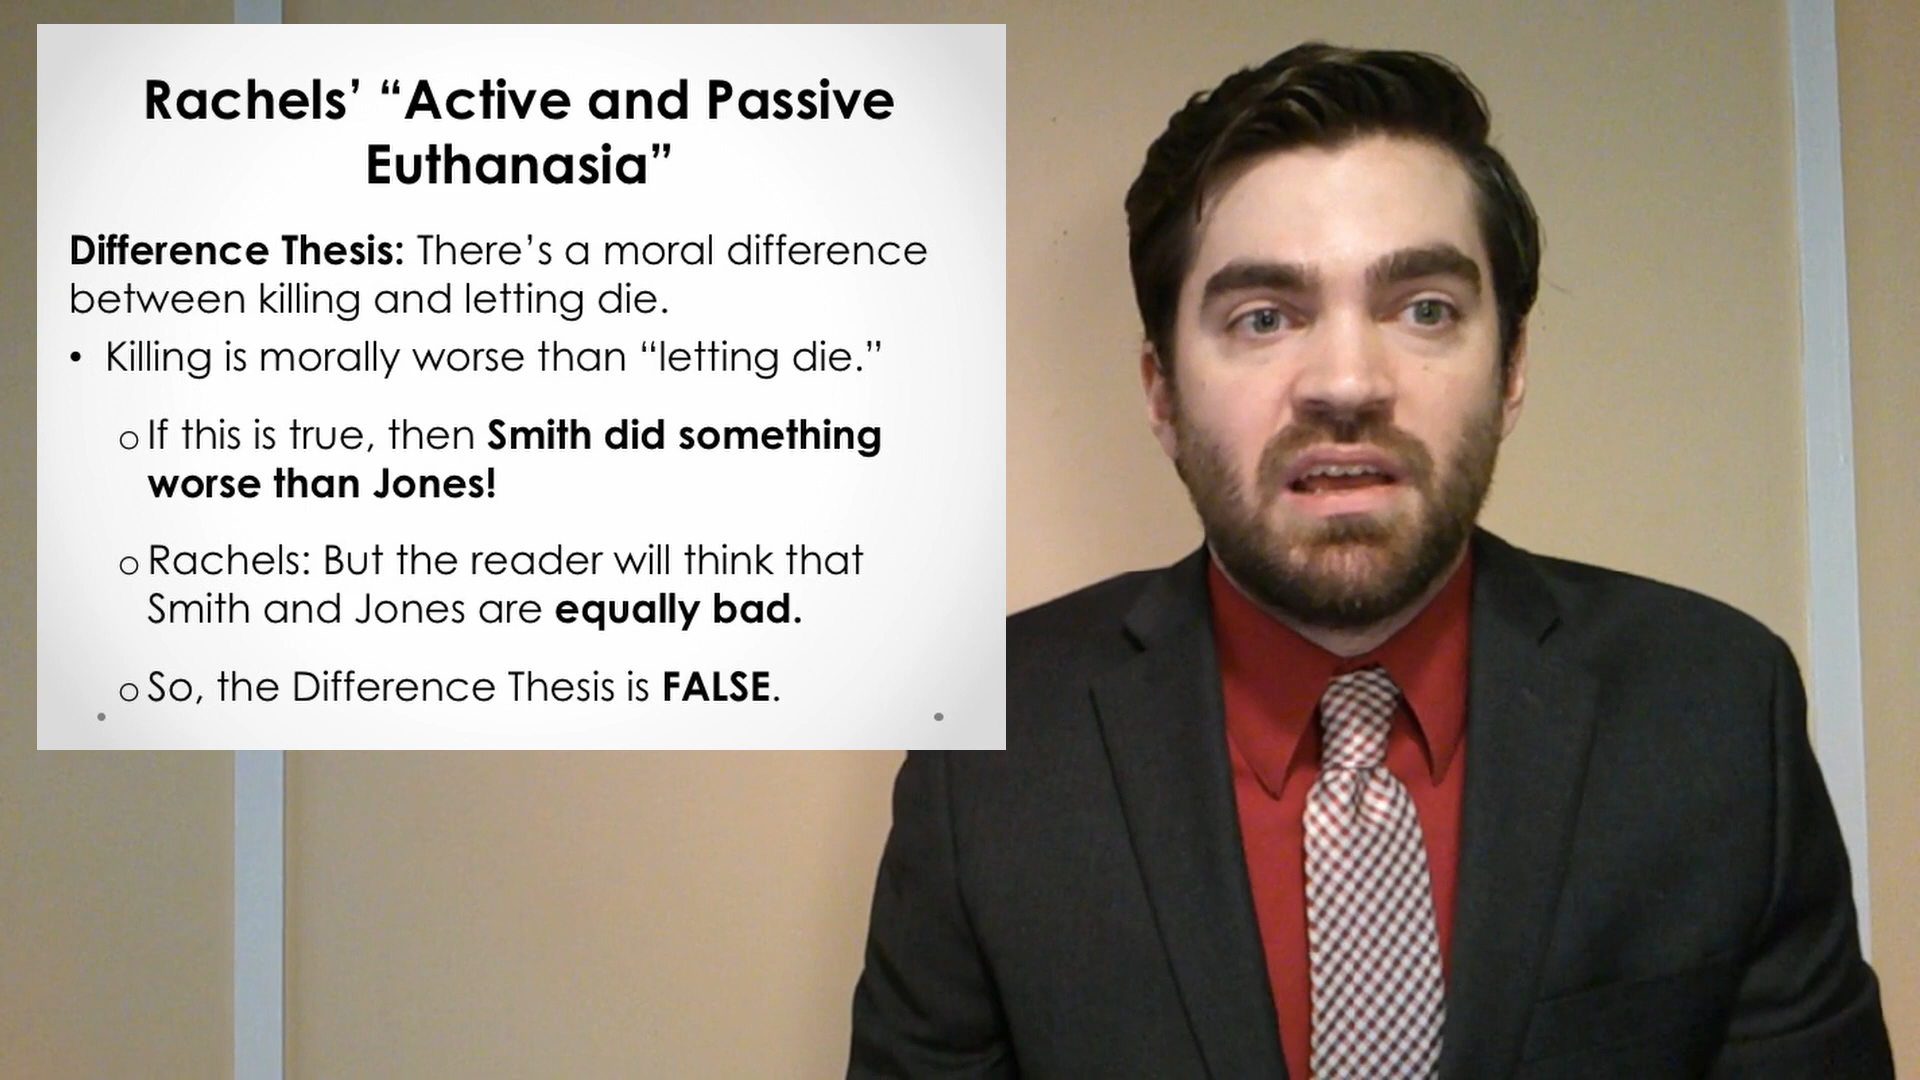 Rachels’ “Active and Passive
Euthanasia”
Difference Thesis: There’s a moral difference
between killing and letting die.
• Killing is morally worse than “letting die.”
o If this is true, then Smith did something
worse than Jones!
o Rachels: But the reader will think that
Smith and Jones are equally bad.
o So, the Difference Thesis is FALSE.